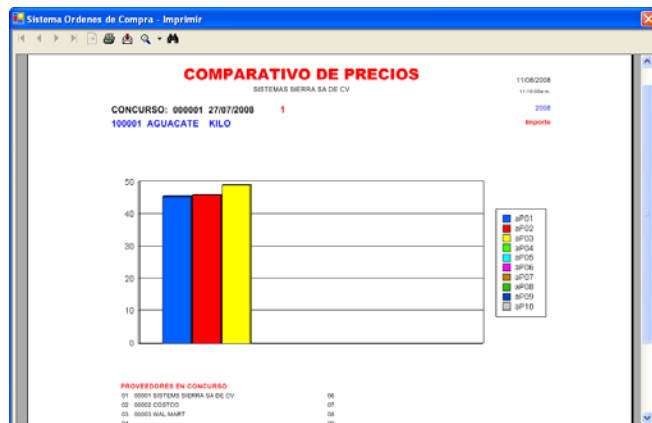 Sistema Ordenes de Compra - Imprimir
COMPARATIVO DE PRECIOS
11/08/2008
SISTEMAS SIERRA SA DE CV
CONCURSO: 000001 27/07/2008 1
2008
100001 AGUACATE KILO
Importe
50
40
30
20
10
0
aP01
aP02
aP03
aP04
aP05
aP06
aP07
aP08
aP09
aP10
PROVEEDORES EN CONCURSO
01 00001 SISTEMS SIERRA SA DE CV 06
02 00002 COSTCO 07
03 00003 WAL MART 08